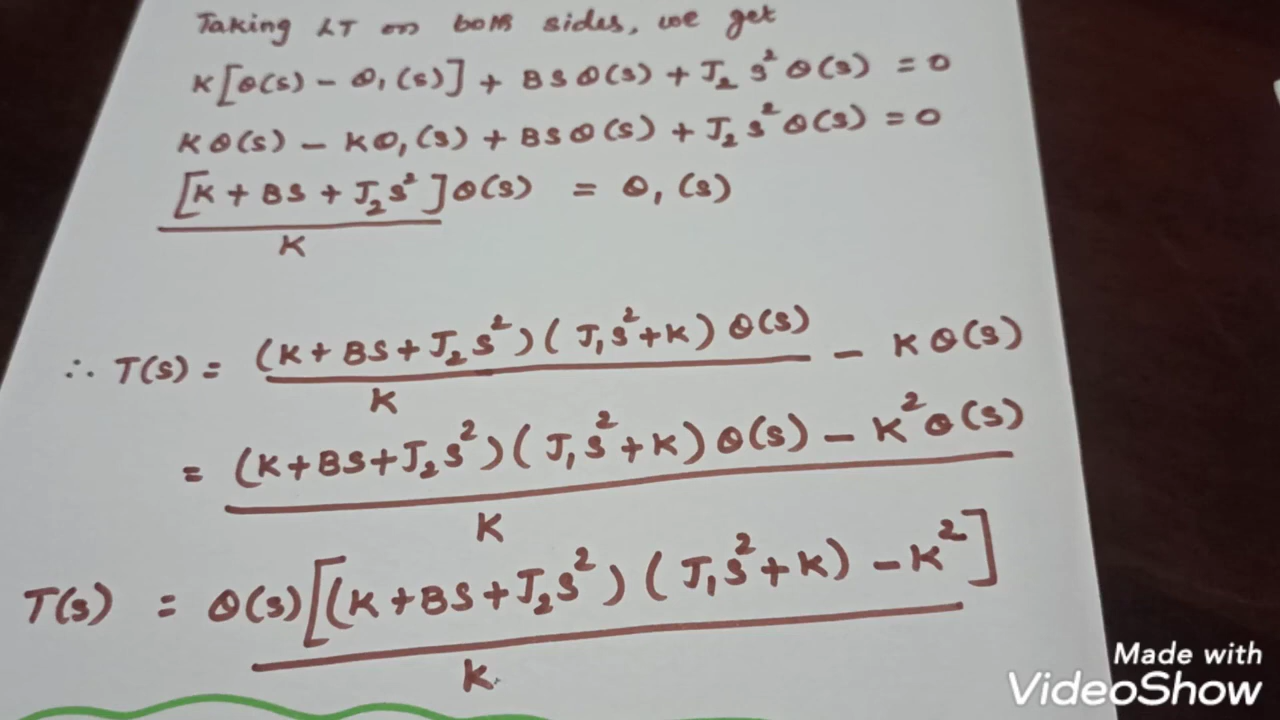 Taking LT on both sides, we get
K[θ(s) - θ₁(s)] + BSθ(s) + J₂s²θ(s) = 0
Kθ(s) - Kθ₁(s) + BSθ(s) + J₂s²θ(s) = 0
[K + BS + J₂s²]θ(s) = θ₁(s)
K
∴ T(s) = (K + BS + J₂s²)(J₁s² + K)θ(s) - Kθ(s)
K
= (K + BS + J₂s²)(J₁s² + K)θ(s) - K²θ(s)
K
T(s) = θ(s)[(K + BS + J₂s²)(J₁s² + K) - K²]
K
Made with
VideoShow